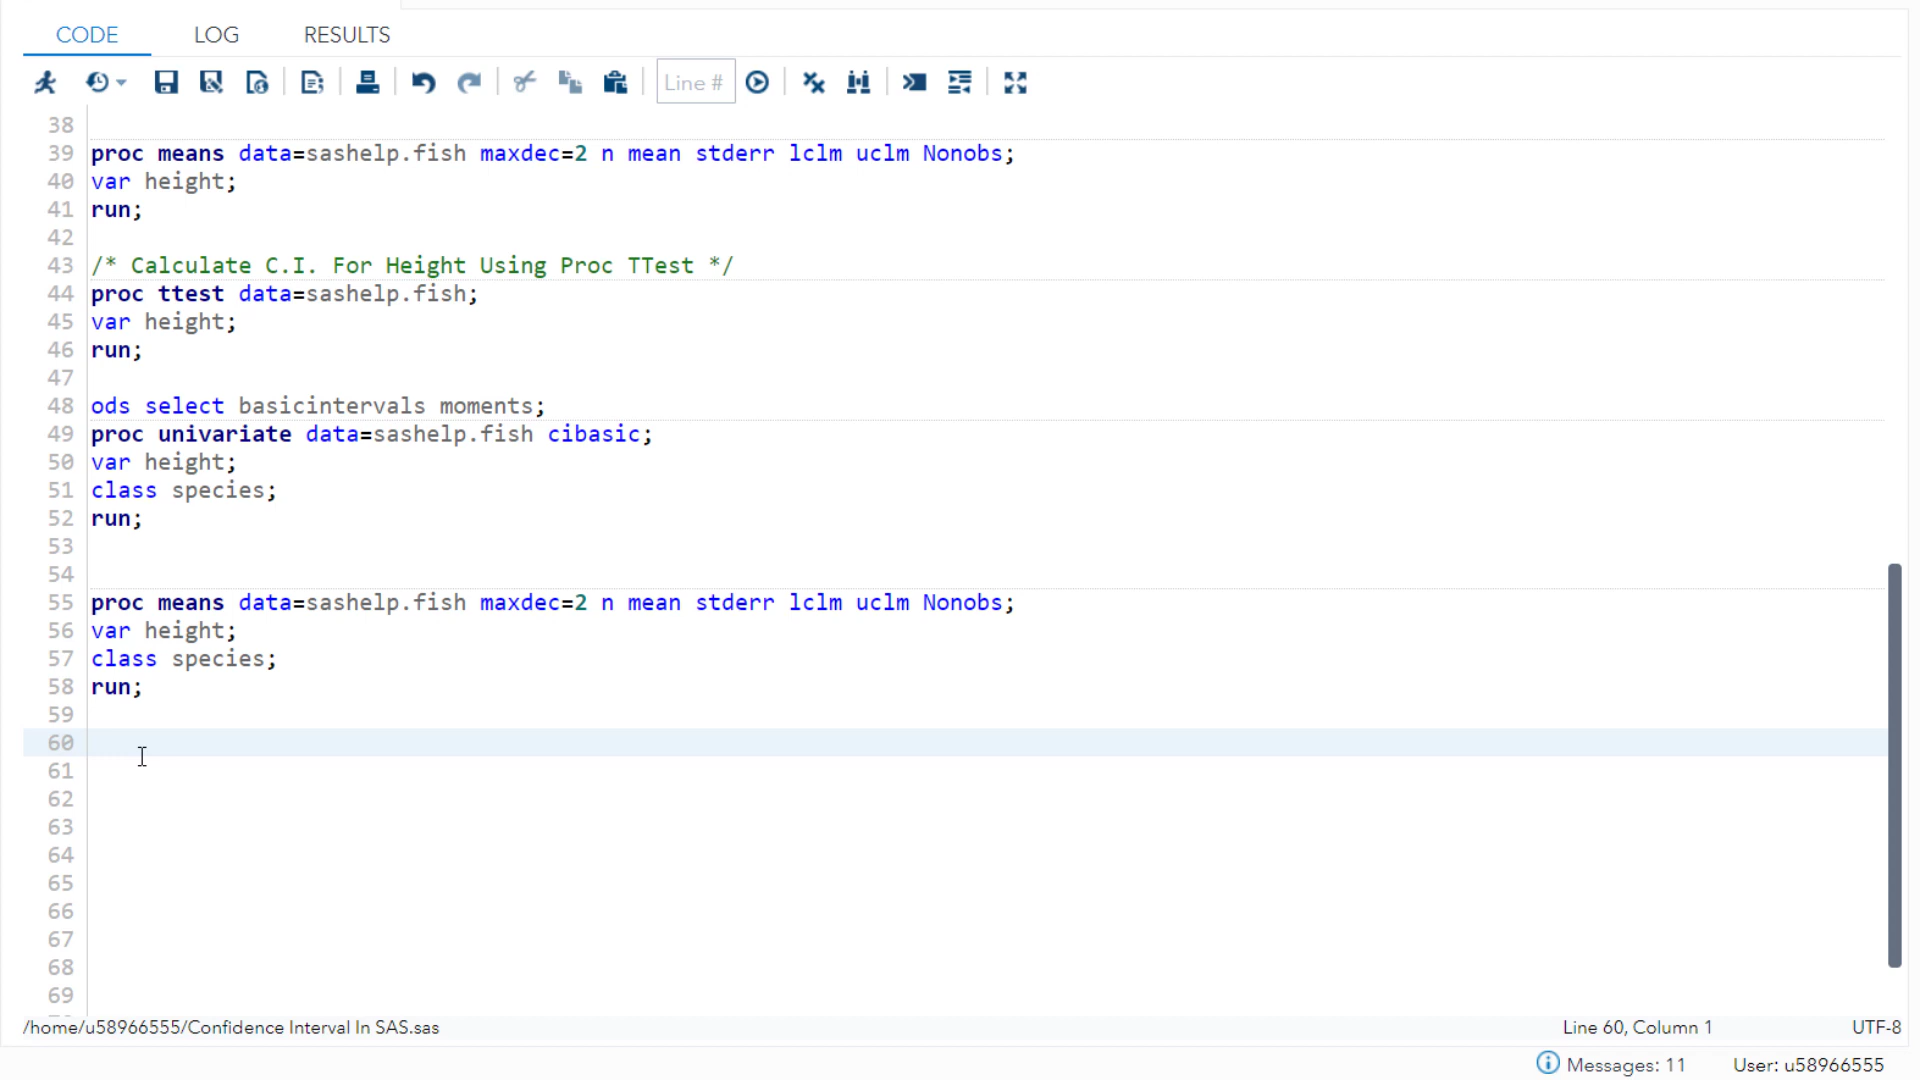 CODE LOG RESULTS
Line #
38
39 proc means data=sashelp.fish maxdec=2 n mean stderr lclm uclm Nonobs;
40 var height;
41 run;
42
43 /* Calculate C.I. For Height Using Proc TTest */
44 proc ttest data=sashelp.fish;
45 var height;
46 run;
47
48 ods select basicintervals moments;
49 proc univariate data=sashelp.fish cibasic;
50 var height;
51 class species;
52 run;
53
54
55 proc means data=sashelp.fish maxdec=2 n mean stderr lclm uclm Nonobs;
56 var height;
57 class species;
58 run;
59
60
61
62
63
64
65
66
67
68
69
/home/u58966555/Confidence Interval In SAS.sas Line 60, Column 1 UTF-8
Messages: 11 User: u58966555